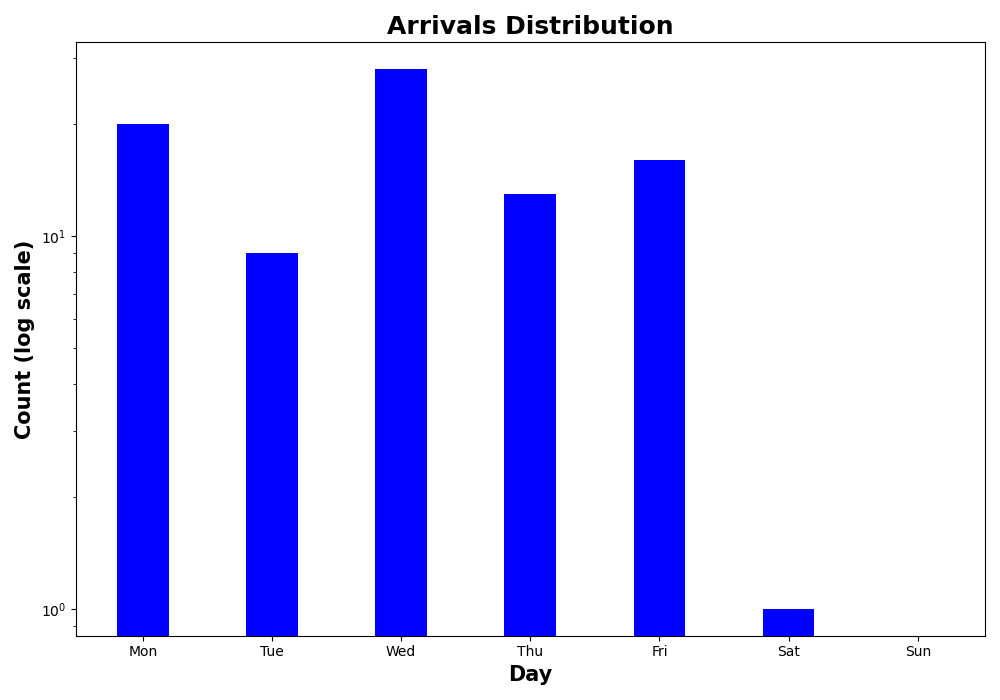 Arrivals Distribution
Count (log scale)
10¹
10⁰
Mon Tue Wed Thu Fri Sat Sun
Day